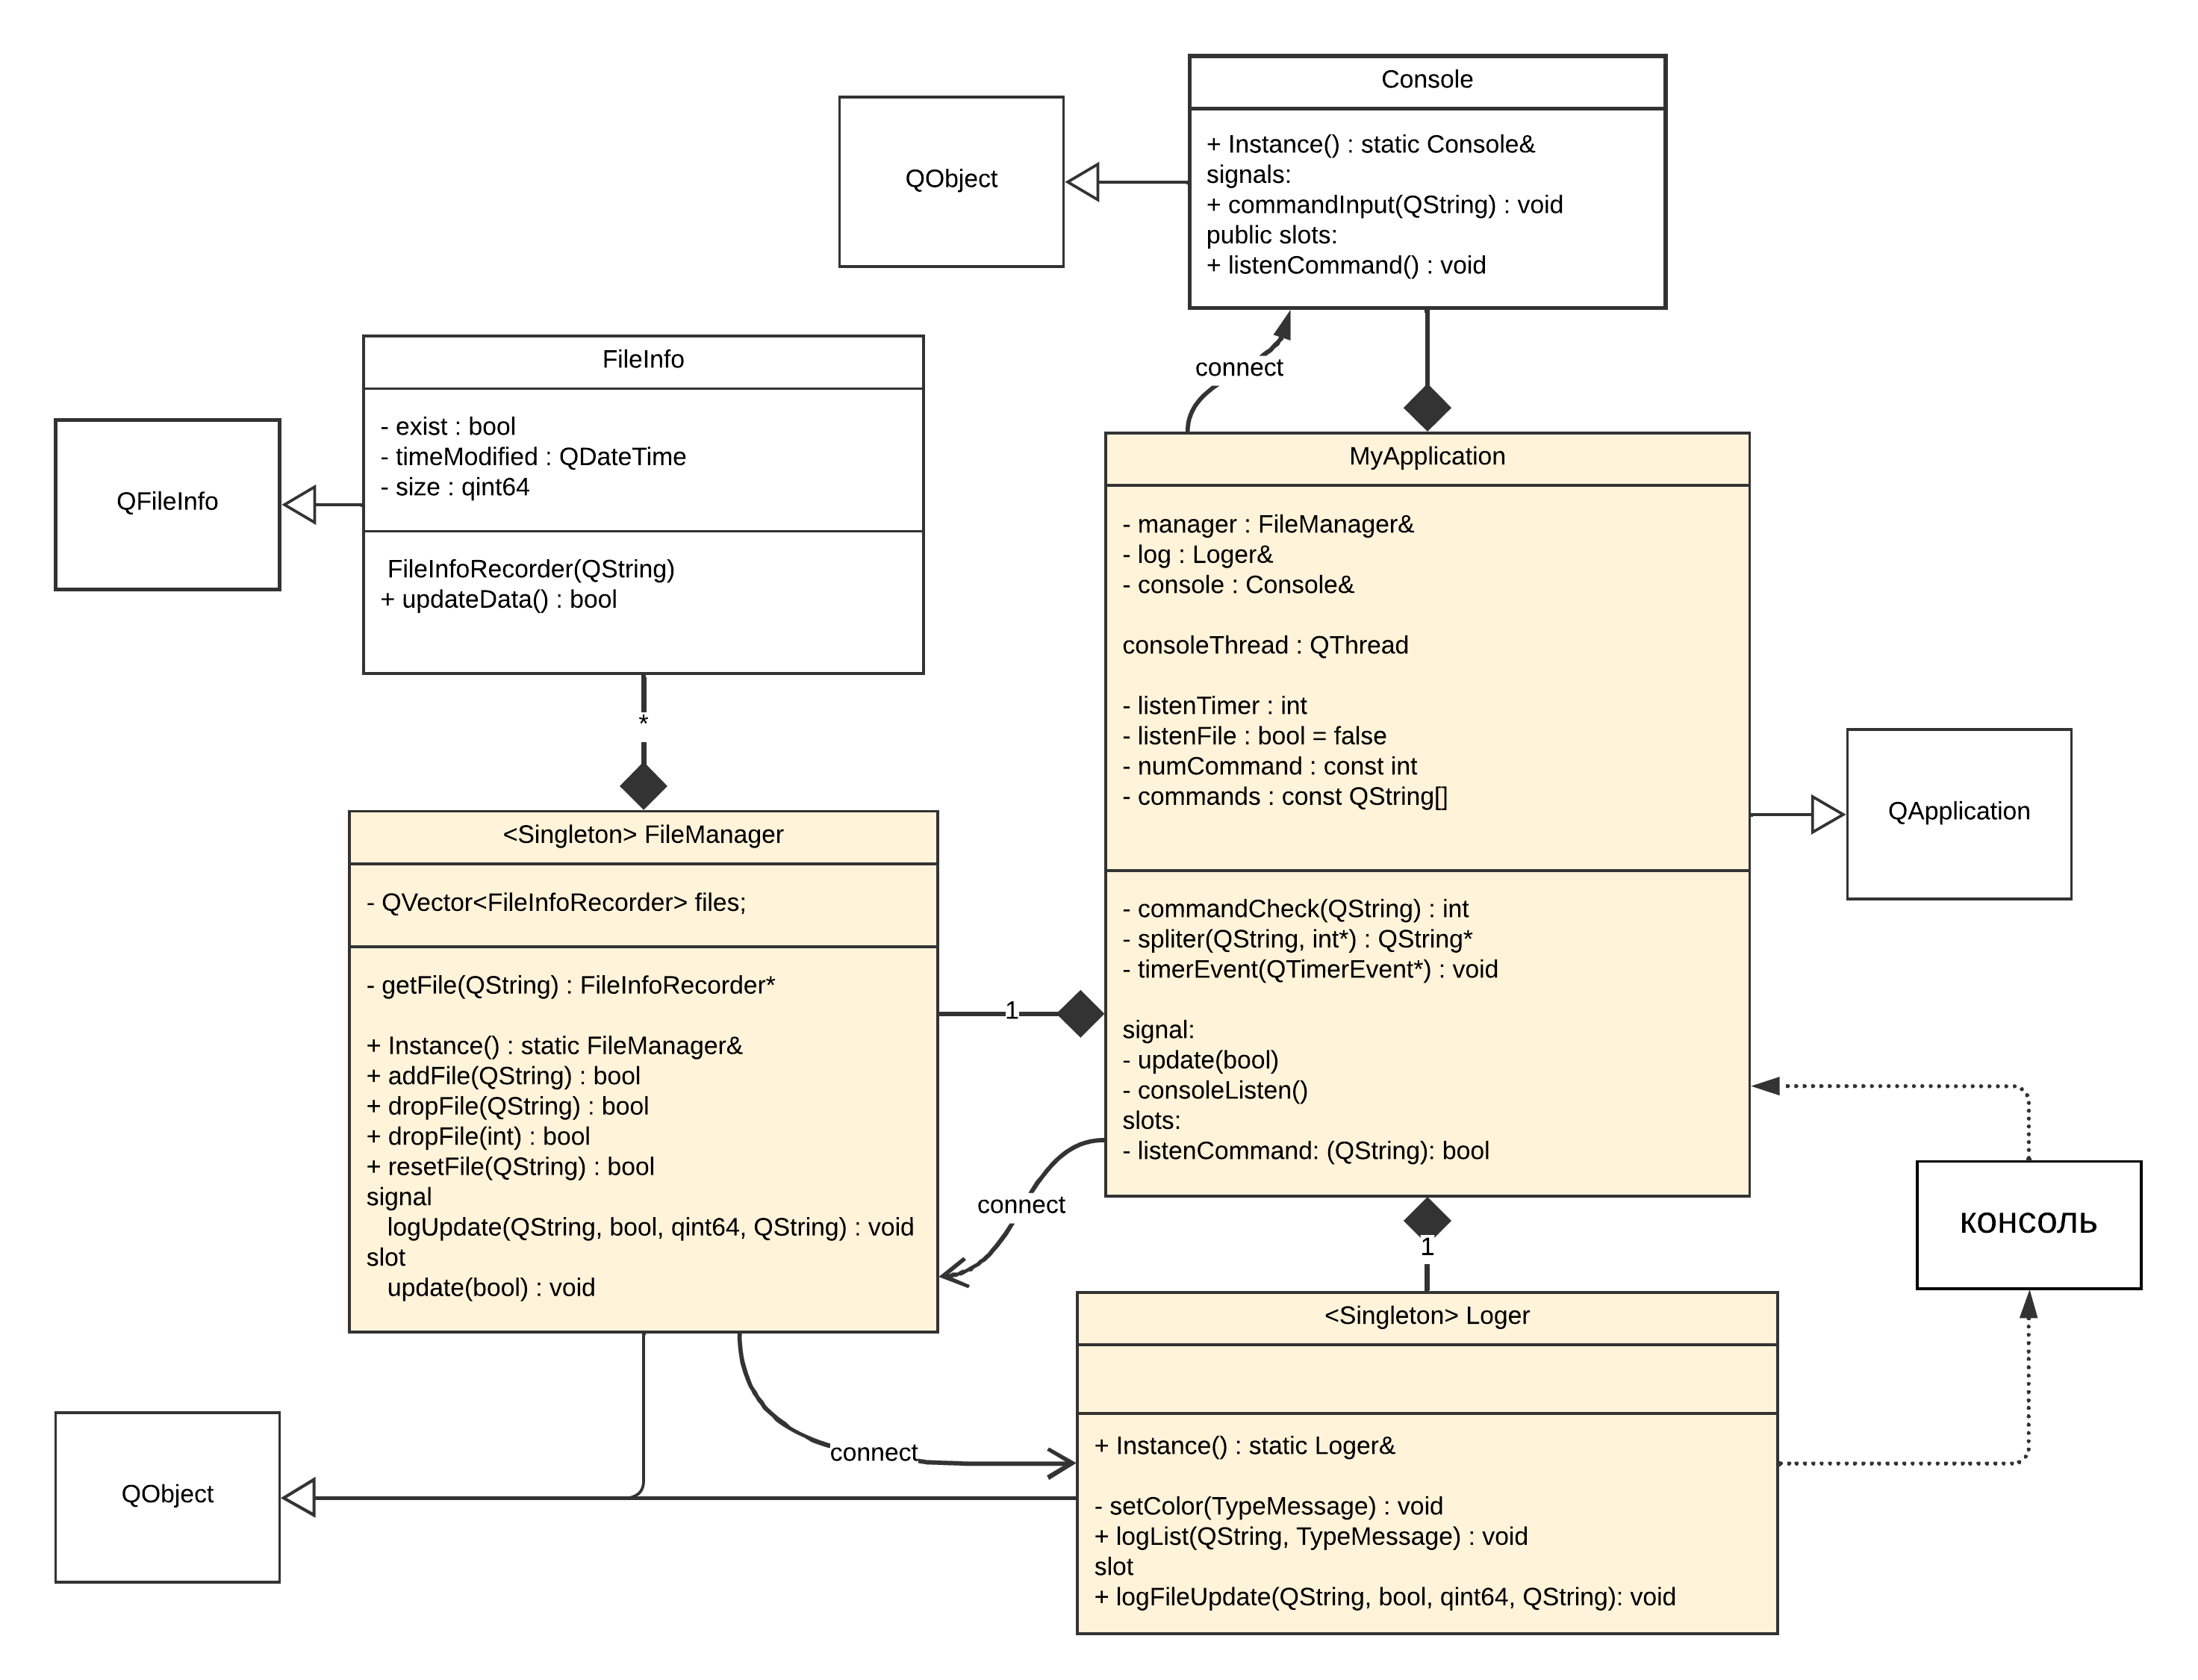 Console
+ Instance() : static Console&
signals:
+ commandInput(QString) : void
public slots:
+ listenCommand() : void
QObject
connect
FileInfo
- exist : bool
- timeModified : QDateTime
- size : qint64
FileInfoRecorder(QString)
+ updateData() : bool
QFileInfo
*
MyApplication
- manager : FileManager&
- log : Loger&
- console : Console&
consoleThread : QThread
- listenTimer : int
- listenFile : bool = false
- numCommand : const int
- commands : const QString[]
- commandCheck(QString) : int
- spliter(QString, int*) : QString*
- timerEvent(QTimerEvent*) : void
signal:
- update(bool)
- consoleListen()
slots:
- listenCommand: (QString): bool
QApplication
<Singleton> FileManager
- QVector<FileInfoRecorder> files;
- getFile(QString) : FileInfoRecorder*
+ Instance() : static FileManager&
+ addFile(QString) : bool
+ dropFile(QString) : bool
+ dropFile(int) : bool
+ resetFile(QString) : bool
signal
logUpdate(QString, bool, qint64, QString) : void
slot
update(bool) : void
1
connect
консоль
1
<Singleton> Loger
+ Instance() : static Loger&
- setColor(TypeMessage) : void
+ logList(QString, TypeMessage) : void
slot
+ logFileUpdate(QString, bool, qint64, QString): void
connect
QObject